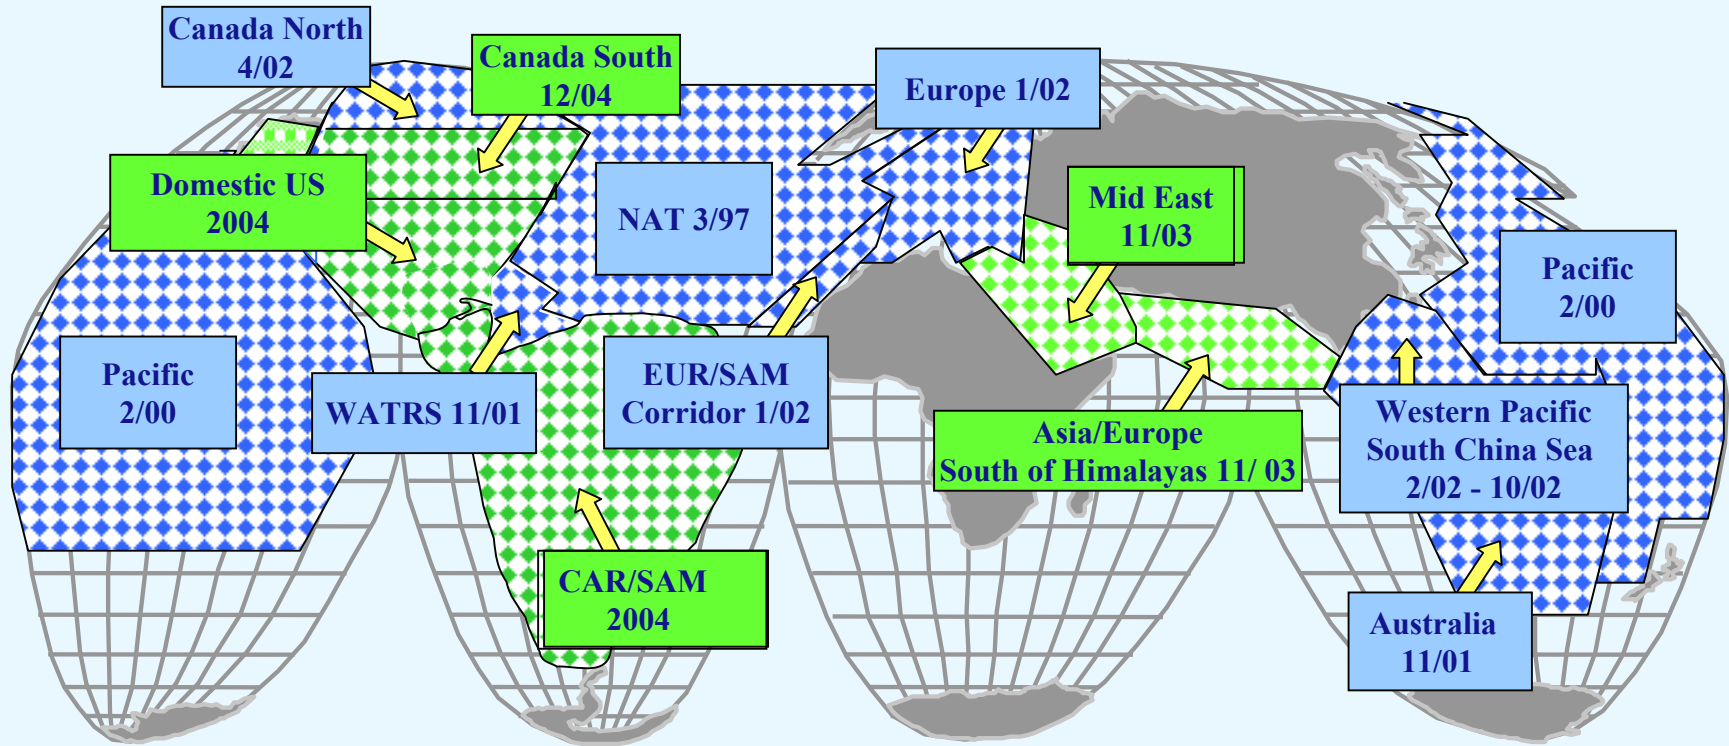 Canada North
4/02
Canada South
12/04
Europe 1/02
Domestic US
2004
NAT 3/97
Mid East
11/03
Pacific
2/00
Pacific
2/00
WATRS 11/01
EUR/SAM
Corridor 1/02
Asia/Europe
South of Himalayas 11/ 03
Western Pacific
South China Sea
2/02 - 10/02
CAR/SAM
2004
Australia
11/01